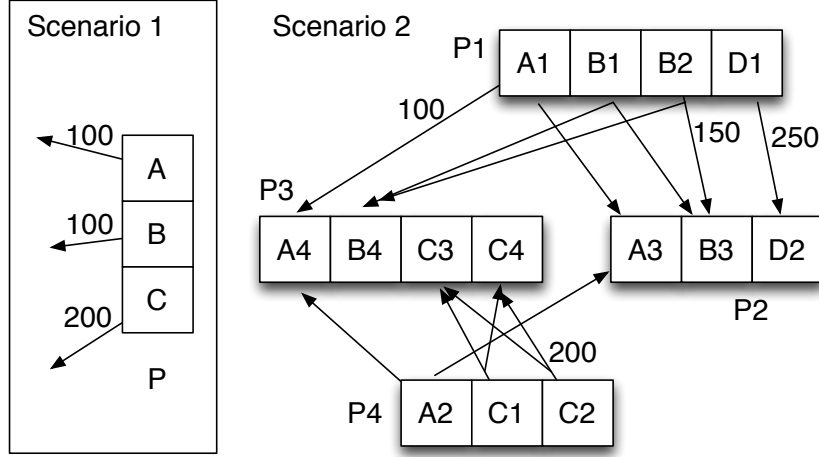 Scenario 1
100
A
100
B
200
C
P
Scenario 2
P1
A1 B1 B2 D1
100
150
250
P3
A4 B4 C3 C4
A3 B3 D2
P2
200
P4
A2 C1 C2